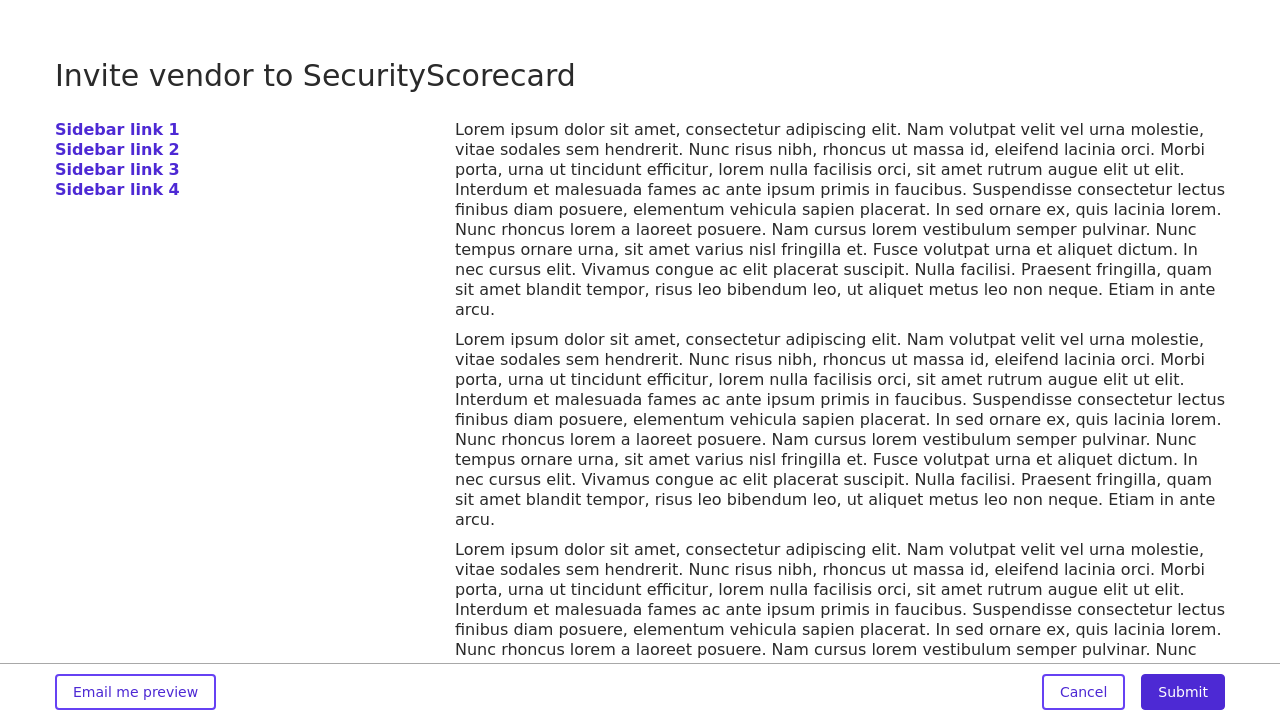 Invite vendor to SecurityScorecard
Sidebar link 1
Sidebar link 2
Sidebar link 3
Sidebar link 4
Lorem ipsum dolor sit amet, consectetur adipiscing elit. Nam volutpat velit vel urna molestie,
vitae sodales sem hendrerit. Nunc risus nibh, rhoncus ut massa id, eleifend lacinia orci. Morbi
porta, urna ut tincidunt efficitur, lorem nulla facilisis orci, sit amet rutrum augue elit ut elit.
Interdum et malesuada fames ac ante ipsum primis in faucibus. Suspendisse consectetur lectus
finibus diam posuere, elementum vehicula sapien placerat. In sed ornare ex, quis lacinia lorem.
Nunc rhoncus lorem a laoreet posuere. Nam cursus lorem vestibulum semper pulvinar. Nunc
tempus ornare urna, sit amet varius nisl fringilla et. Fusce volutpat urna et aliquet dictum. In
nec cursus elit. Vivamus congue ac elit placerat suscipit. Nulla facilisi. Praesent fringilla, quam
sit amet blandit tempor, risus leo bibendum leo, ut aliquet metus leo non neque. Etiam in ante
arcu.
Lorem ipsum dolor sit amet, consectetur adipiscing elit. Nam volutpat velit vel urna molestie,
vitae sodales sem hendrerit. Nunc risus nibh, rhoncus ut massa id, eleifend lacinia orci. Morbi
porta, urna ut tincidunt efficitur, lorem nulla facilisis orci, sit amet rutrum augue elit ut elit.
Interdum et malesuada fames ac ante ipsum primis in faucibus. Suspendisse consectetur lectus
finibus diam posuere, elementum vehicula sapien placerat. In sed ornare ex, quis lacinia lorem.
Nunc rhoncus lorem a laoreet posuere. Nam cursus lorem vestibulum semper pulvinar. Nunc
tempus ornare urna, sit amet varius nisl fringilla et. Fusce volutpat urna et aliquet dictum. In
nec cursus elit. Vivamus congue ac elit placerat suscipit. Nulla facilisi. Praesent fringilla, quam
sit amet blandit tempor, risus leo bibendum leo, ut aliquet metus leo non neque. Etiam in ante
arcu.
Lorem ipsum dolor sit amet, consectetur adipiscing elit. Nam volutpat velit vel urna molestie,
vitae sodales sem hendrerit. Nunc risus nibh, rhoncus ut massa id, eleifend lacinia orci. Morbi
porta, urna ut tincidunt efficitur, lorem nulla facilisis orci, sit amet rutrum augue elit ut elit.
Interdum et malesuada fames ac ante ipsum primis in faucibus. Suspendisse consectetur lectus
finibus diam posuere, elementum vehicula sapien placerat. In sed ornare ex, quis lacinia lorem.
Nunc rhoncus lorem a laoreet posuere. Nam cursus lorem vestibulum semper pulvinar. Nunc
Email me preview
Cancel
Submit